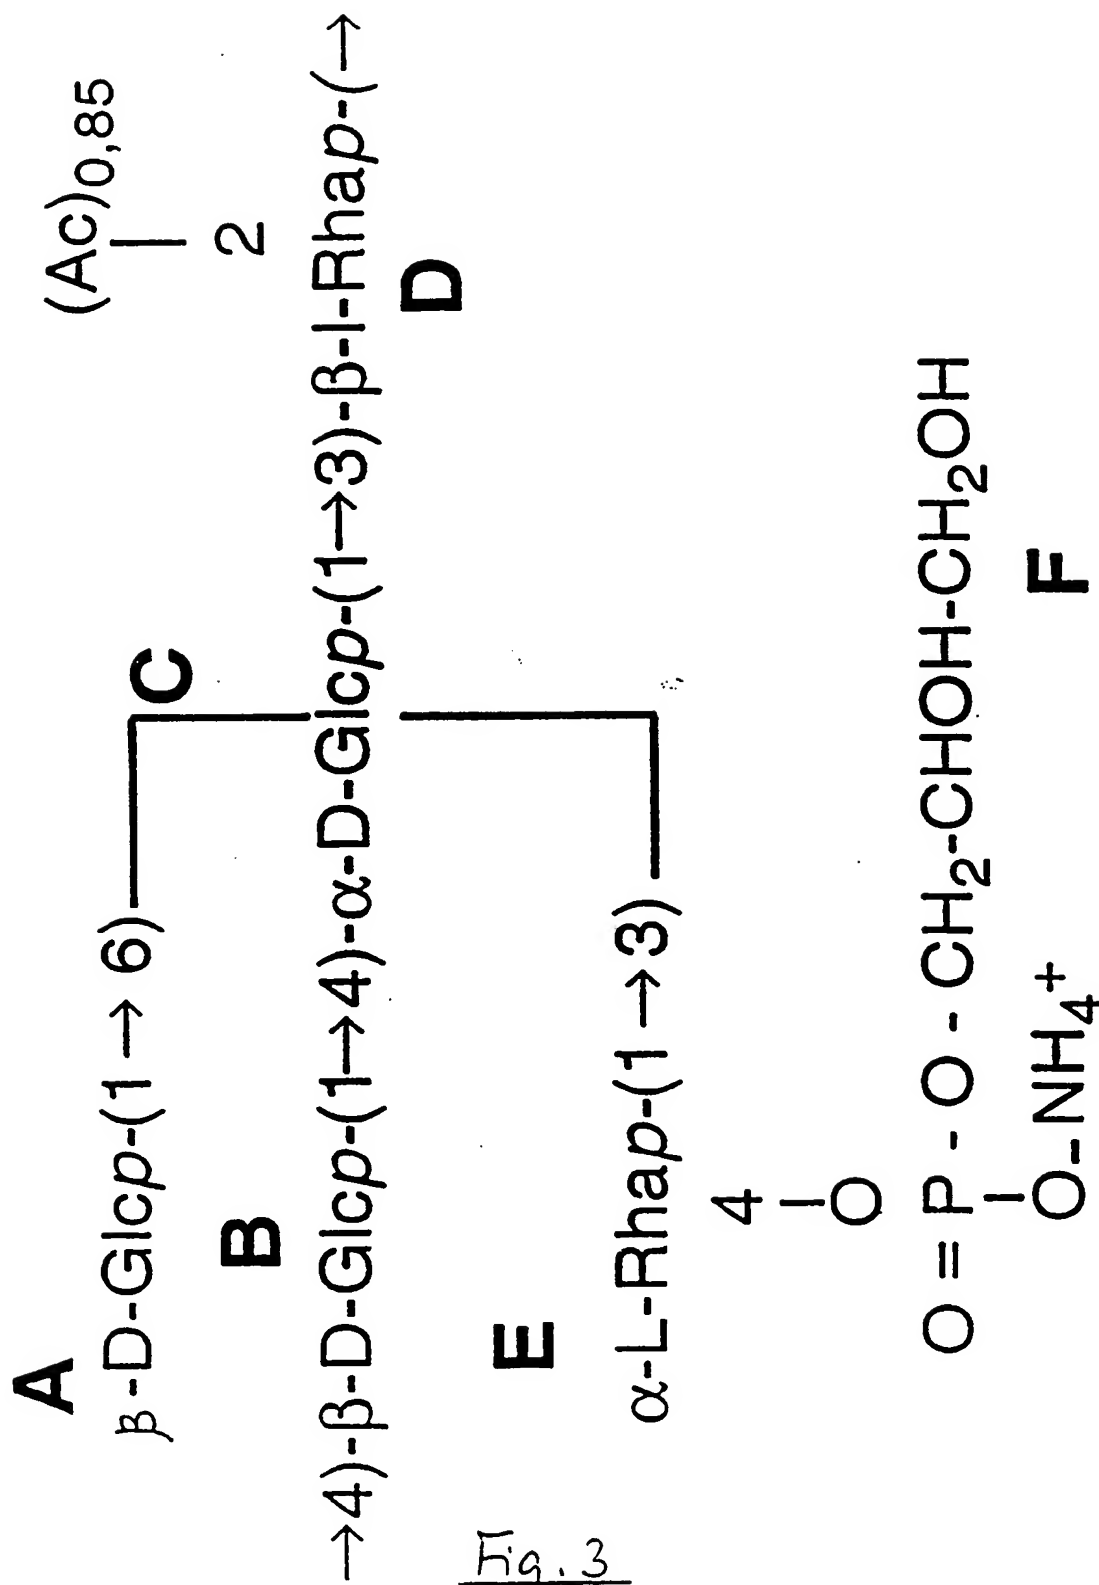 (Ac)0,85
A
β-D-Glcp-(1 → 6)
C
2
B
→4)-β-D-Glcp-(1→4)-α-D-Glcp-(1→3)-β-l-Rhap-(→
D
E
α-L-Rhap-(1 →3)
4
O
O = P - O - CH2-CHOH-CH2OH
O-NH4+
F
Fig. 3